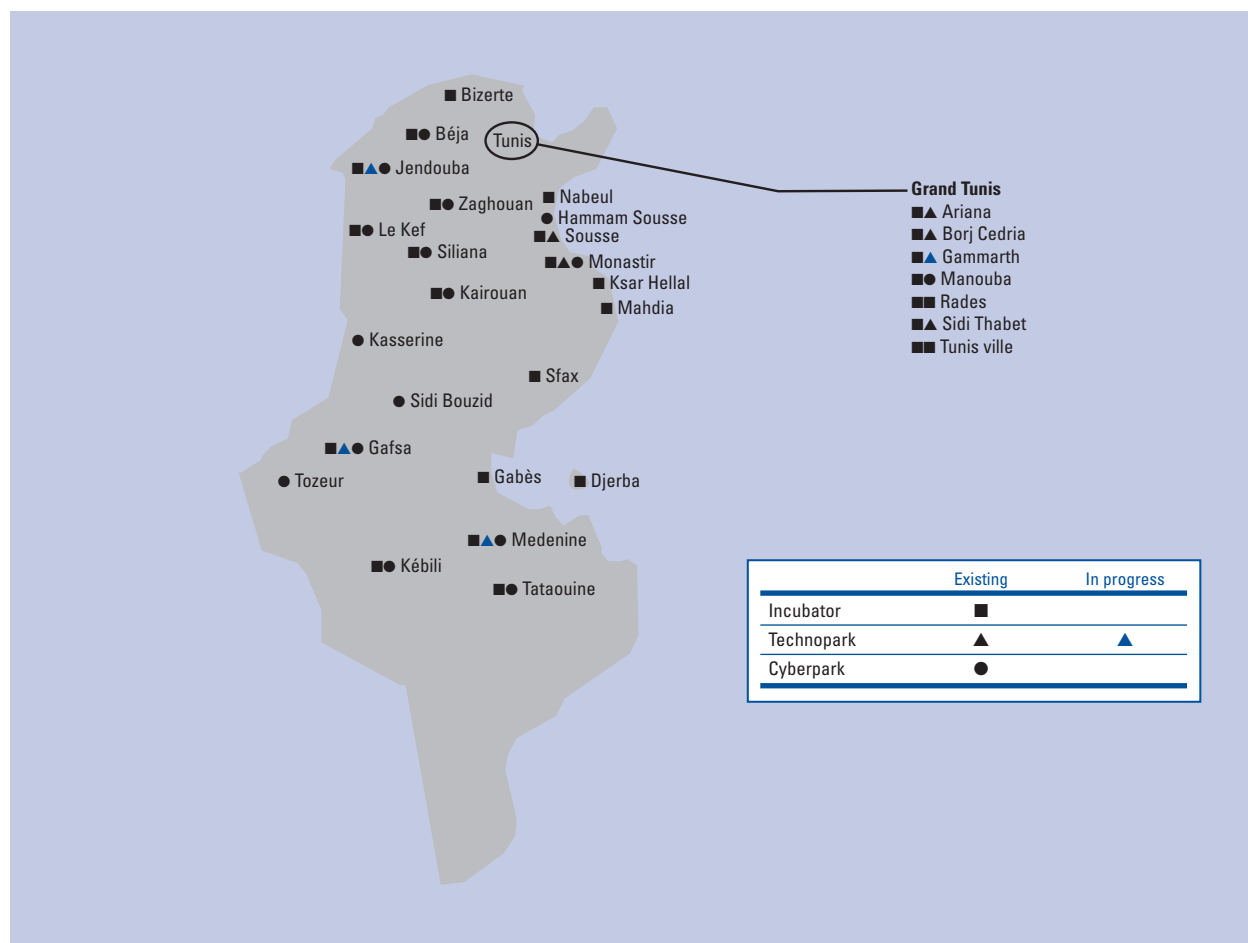 Bizerte
Béja
Tunis
Jendouba
Grand Tunis
Ariana
Borj Cedria
Gammarth
Manouba
Rades
Sidi Thabet
Tunis ville
Nabeul
Zaghouan
Hammam Sousse
Le Kef
Sousse
Siliana
Monastir
Ksar Hellal
Kairouan
Mahdia
Kasserine
Sfax
Sidi Bouzid
Gafsa
Tozeur
Gabès
Djerba
Medenine
Kébili
Tataouine
Existing In progress
Incubator
Technopark
Cyberpark